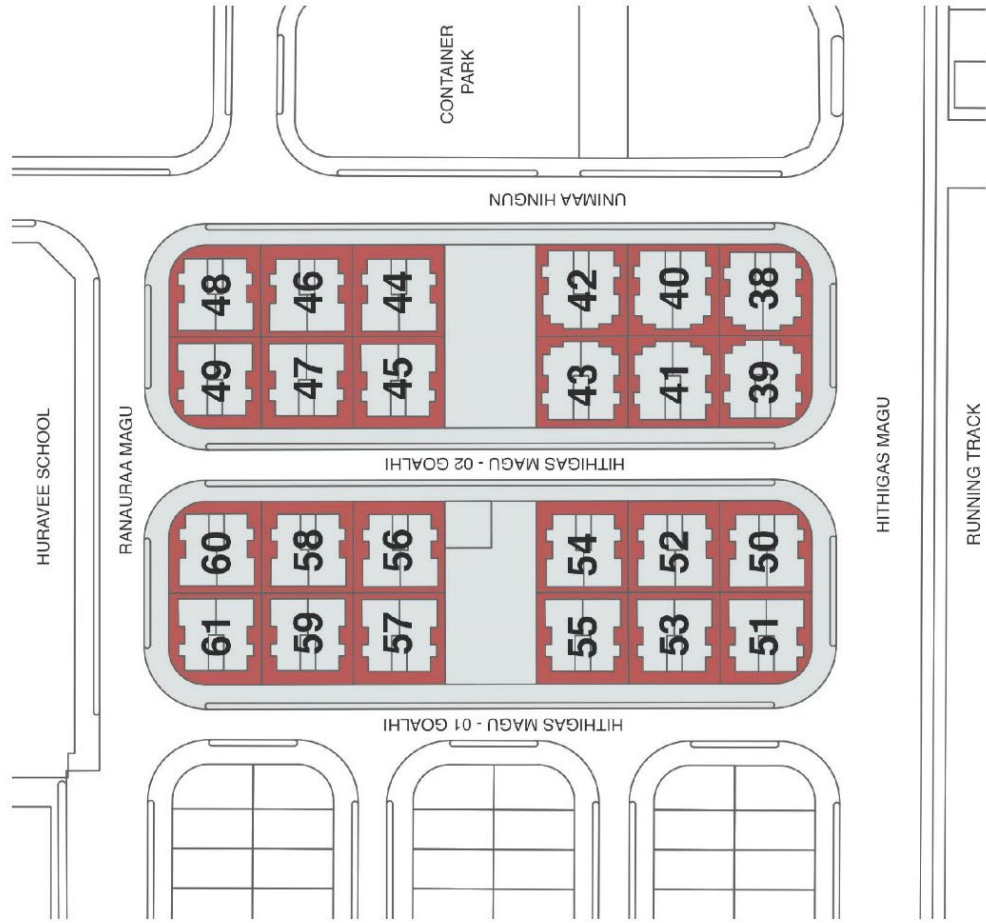 CONTAINER
PARK
UNIMAA HINGUN
48
46
44
42
40
38
49
47
45
43
41
39
HURAVEE SCHOOL
RANAURAA MAGU
HITHIGAS MAGU - 02 GOALHI
HITHIGAS MAGU
RUNNING TRACK
60
58
56
54
52
50
61
59
57
55
53
51
HITHIGAS MAGU - 01 GOALHI